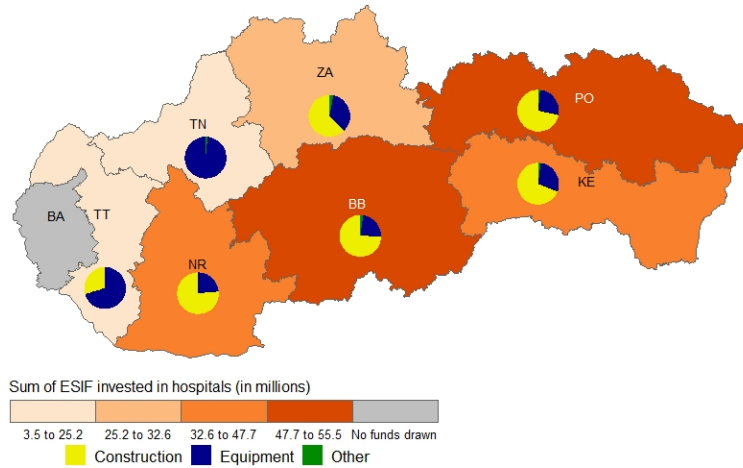 ZA
PO
TN
KE
BB
BA
TT
NR
Sum of ESIF invested in hospitals (in millions)
3.5 to 25.2 25.2 to 32.6 32.6 to 47.7 47.7 to 55.5 No funds drawn
Construction Equipment Other